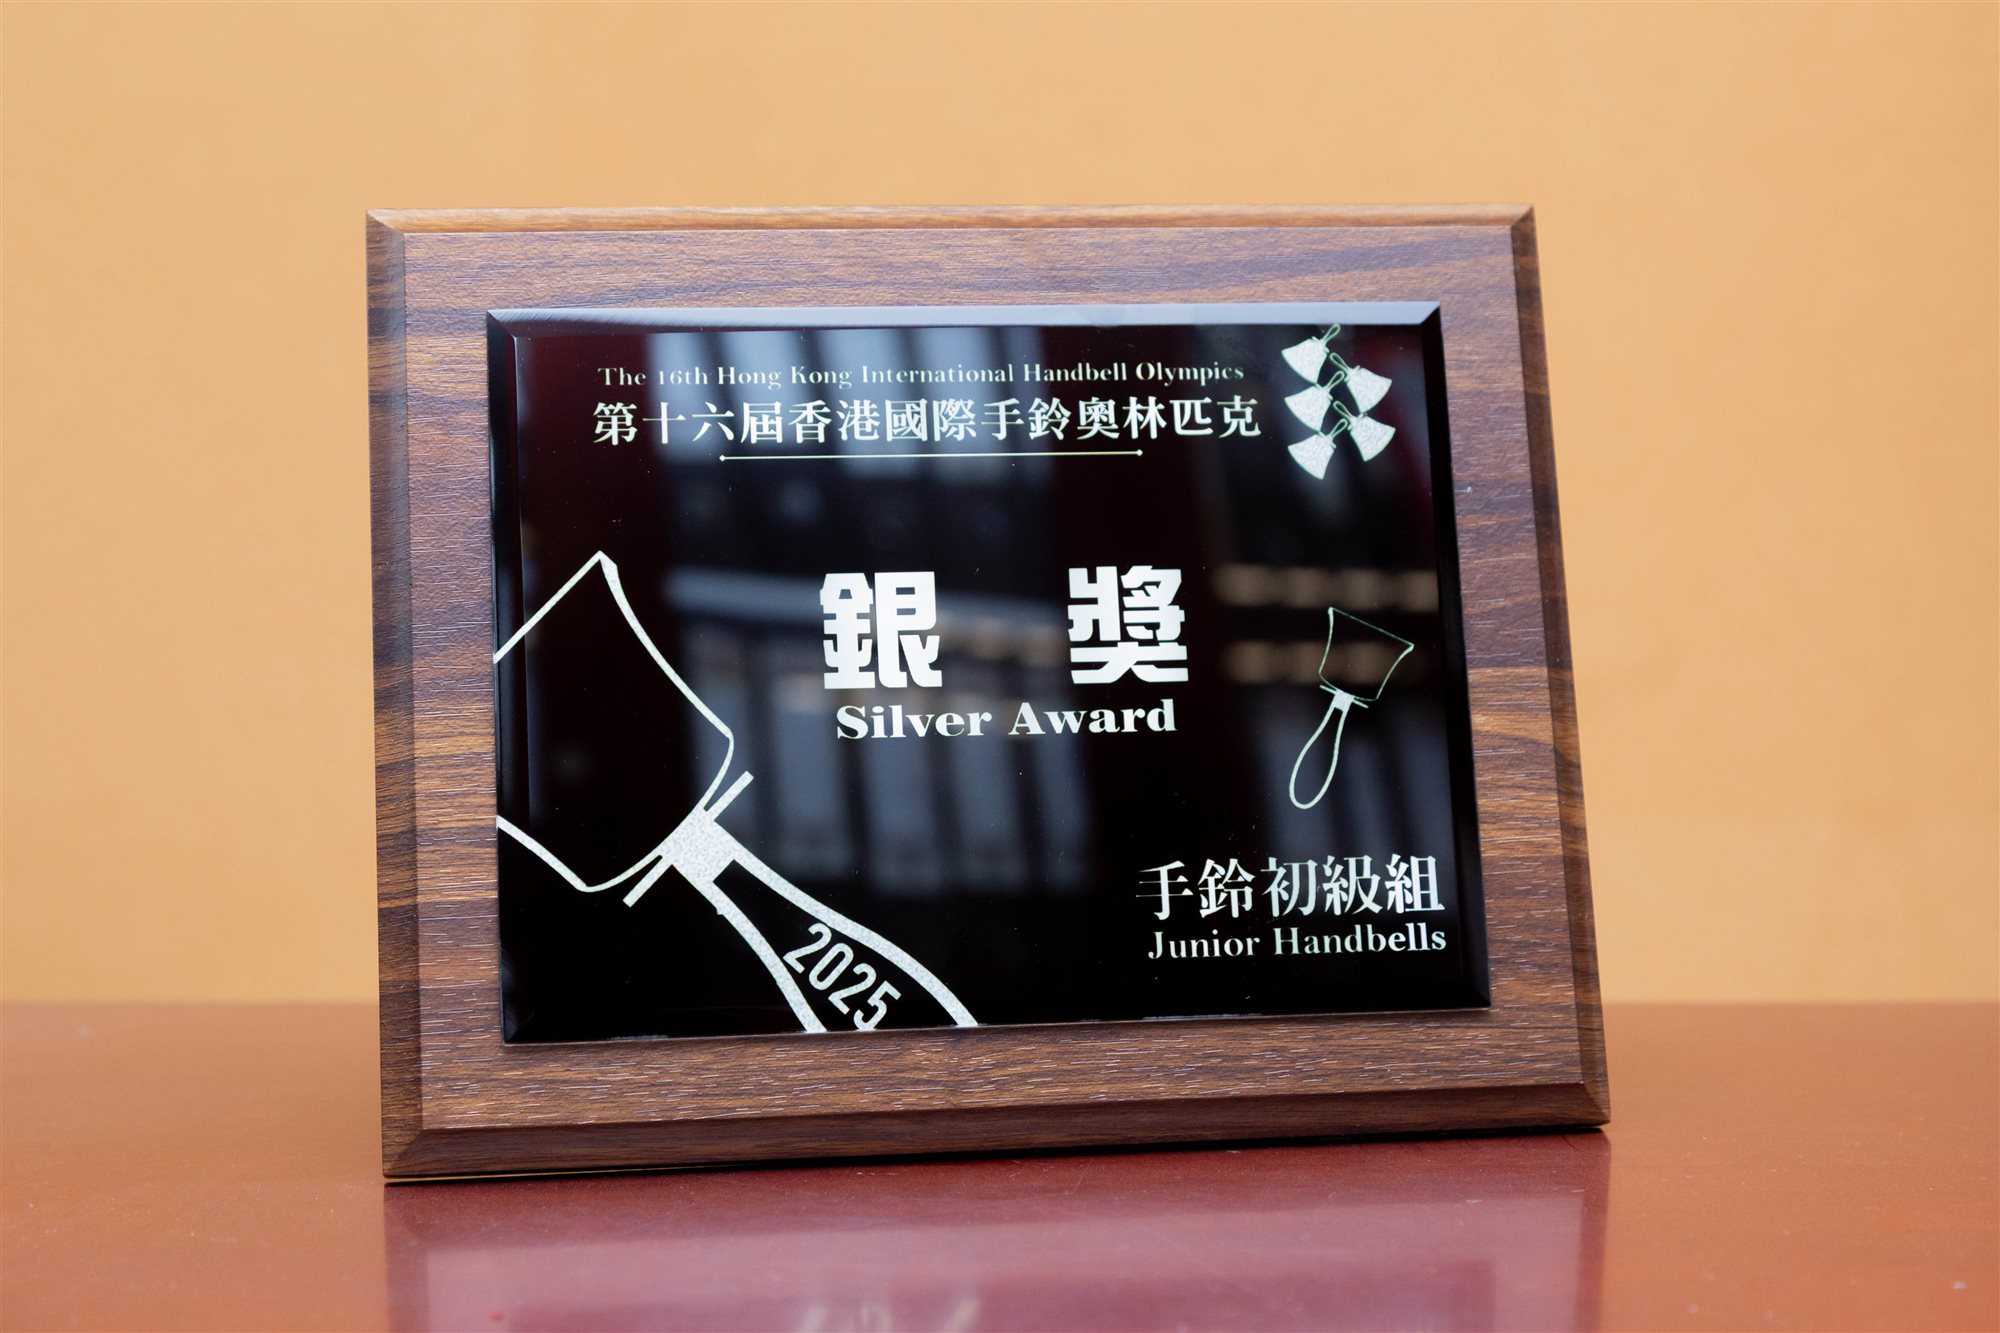 The 16th Hong Kong International Handbell Olympics
第十六屆香港國際手鈴奧林匹克
銀獎
Silver Award
手鈴初級組
Junior Handbells
2025